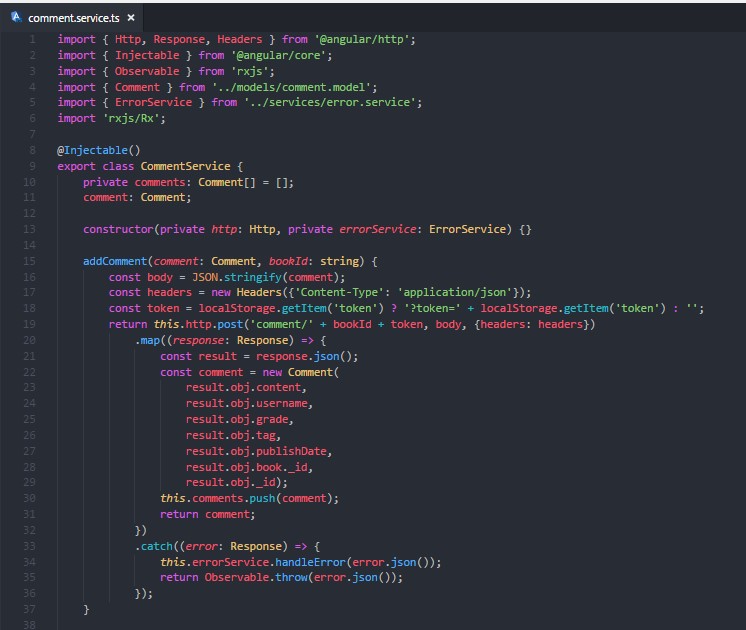 comment.service.ts ×
1 import { Http, Response, Headers } from '@angular/http';
2 import { Injectable } from '@angular/core';
3 import { Observable } from 'rxjs';
4 import { Comment } from '../models/comment.model';
5 import { ErrorService } from '../services/error.service';
6 import 'rxjs/Rx';
7
8 @Injectable()
9 export class CommentService {
10     private comments: Comment[] = [];
11     comment: Comment;
12
13     constructor(private http: Http, private errorService: ErrorService) {}
14
15     addComment(comment: Comment, bookId: string) {
16         const body = JSON.stringify(comment);
17         const headers = new Headers({'Content-Type': 'application/json'});
18         const token = localStorage.getItem('token') ? '?token=' + localStorage.getItem('token') : '';
19         return this.http.post('comment/' + bookId + token, body, {headers: headers})
20             .map((response: Response) => {
21                 const result = response.json();
22                 const comment = new Comment(
23                     result.obj.content,
24                     result.obj.username,
25                     result.obj.grade,
26                     result.obj.tag,
27                     result.obj.publishDate,
28                     result.obj.book._id,
29                     result.obj._id);
30                 this.comments.push(comment);
31                 return comment;
32             })
33             .catch((error: Response) => {
34                 this.errorService.handleError(error.json());
35                 return Observable.throw(error.json());
36             });
37     }
38